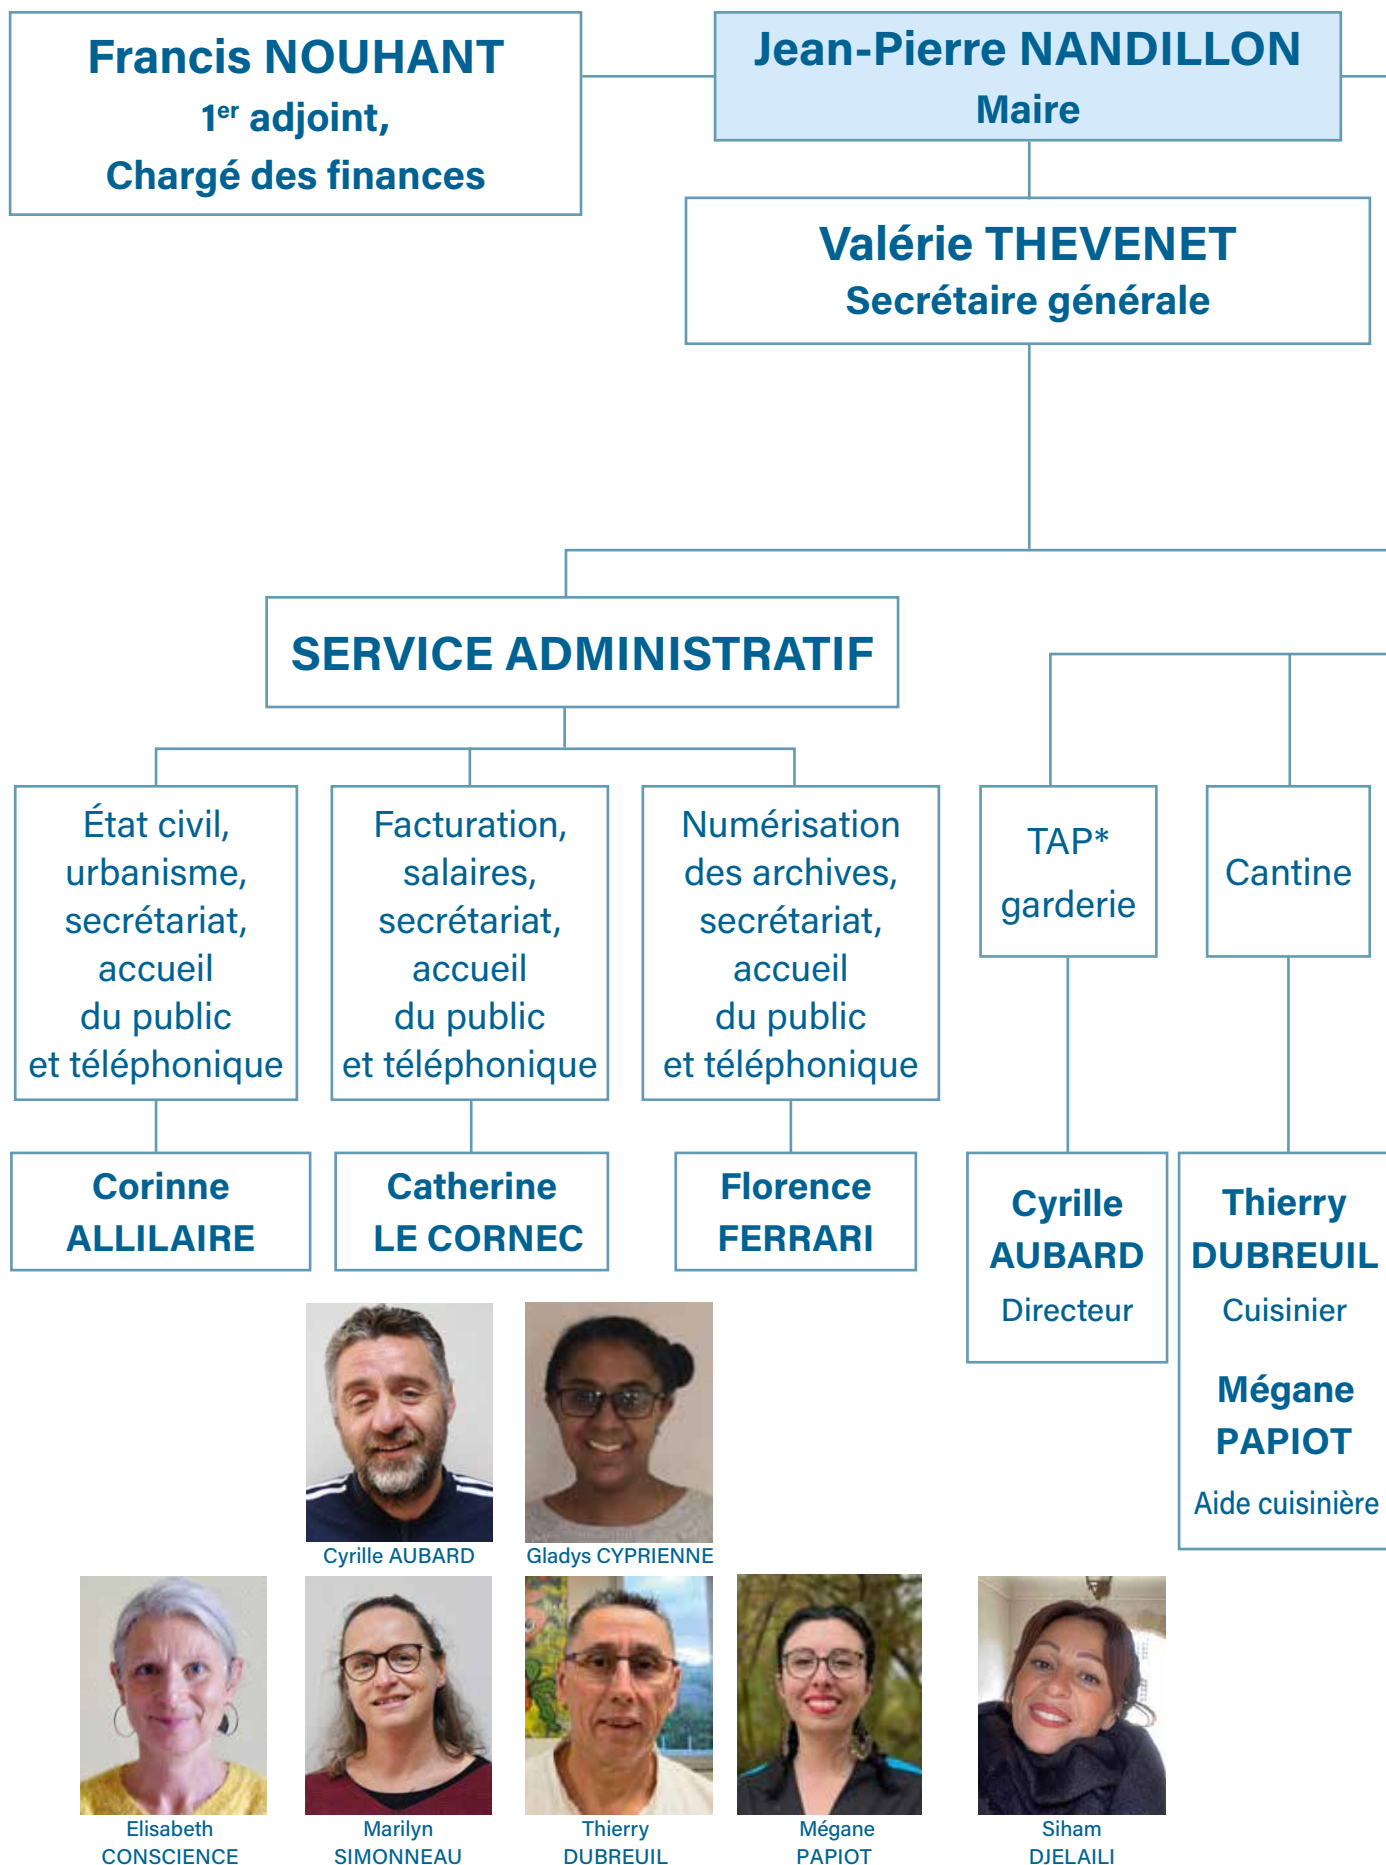 Francis NOUHANT
1er adjoint,
Chargé des finances
Jean-Pierre NANDILLON
Maire
Valérie THEVENET
Secrétaire générale
SERVICE ADMINISTRATIF
État civil,
urbanisme,
secrétariat,
accueil
du public
et téléphonique
Facturation,
salaires,
secrétariat,
accueil
du public
et téléphonique
Numérisation
des archives,
secrétariat,
accueil
du public
et téléphonique
TAP*
garderie
Cantine
Corinne
ALLILAIRE
Catherine
LE CORNEC
Florence
FERRARI
Cyrille
AUBARD
Directeur
Thierry
DUBREUIL
Cuisinier
Mégane
PAPIOT
Aide cuisinière
Cyrille AUBARD
Gladys CYPRIENNE
Elisabeth
CONSCIENCE
Marilyn
SIMONNEAU
Thierry
DUBREUIL
Mégane
PAPIOT
Siham
DJELAILI